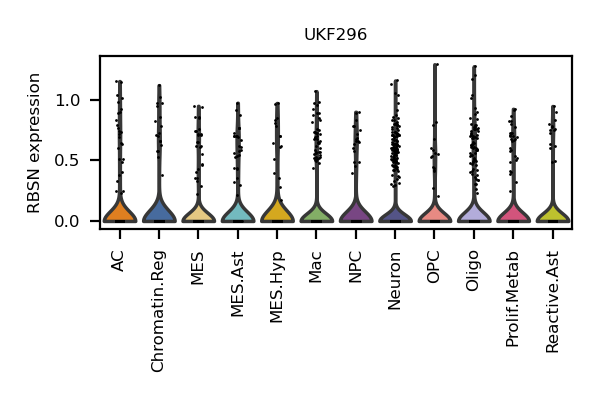 UKF296
RBSN expression
1.0
0.5
0.0
AC
Chromatin.Reg
MES
MES.Ast
MES.Hyp
Mac
NPC
Neuron
OPC
Oligo
Prolif.Metab
Reactive.Ast